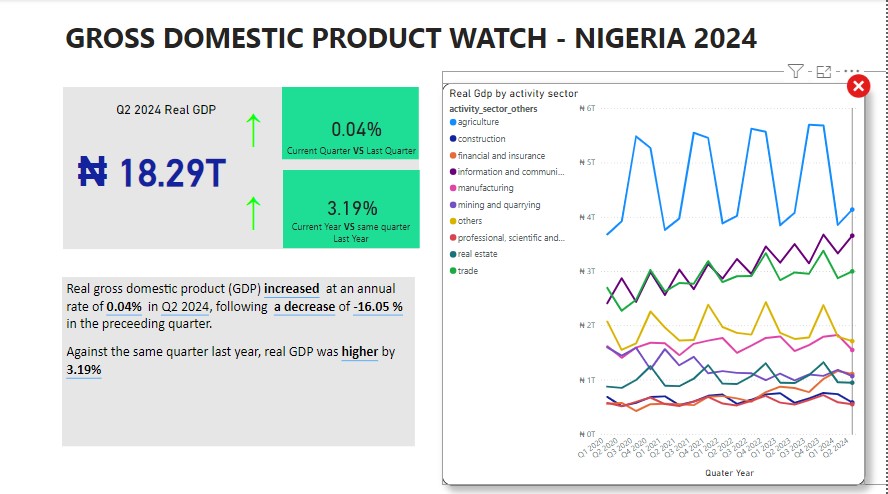 GROSS DOMESTIC PRODUCT WATCH - NIGERIA 2024
Q2 2024 Real GDP
₦ 18.29T
0.04%
Current Quarter VS Last Quarter
3.19%
Current Year VS same quarter
Last Year
Real gross domestic product (GDP) increased at an annual
rate of 0.04% in Q2 2024, following a decrease of -16.05 %
in the preceeding quarter.
Against the same quarter last year, real GDP was higher by
3.19%
Real Gdp by activity sector
activity_sector_others
agriculture
construction
financial and insurance
information and communi...
manufacturing
mining and quarrying
others
professional, scientific and...
real estate
trade
₦ 6T
₦ 5T
₦ 4T
₦ 3T
₦ 2T
₦ 1T
₦ 0T
Q1 2020
Q2 2020
Q3 2020
Q4 2020
Q1 2021
Q2 2021
Q3 2021
Q4 2021
Q1 2022
Q2 2022
Q3 2022
Q4 2022
Q1 2023
Q2 2023
Q3 2023
Q4 2023
Q1 2024
Q2 2024
Quater Year